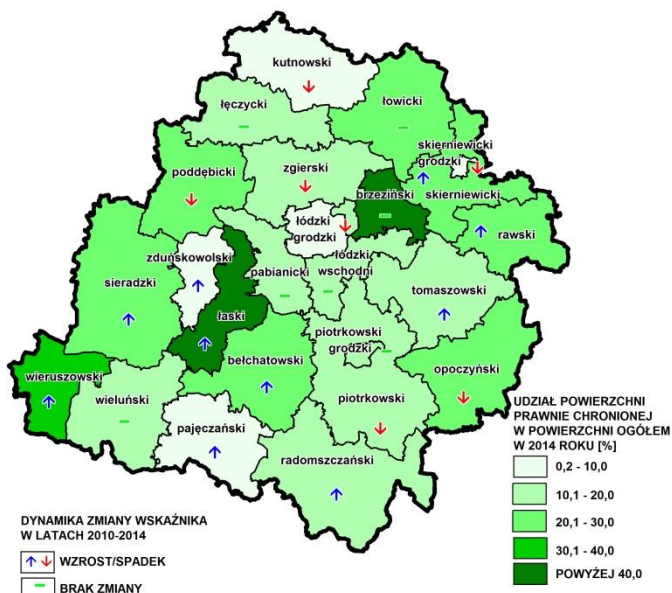 kutnowski
łęczycki
łowicki
skierniewicki
grodzki
skierniewicki
poddębicki
zgierski
brzeziński
rawski
łódzki
grodzki
zduńskowolski
pabianicki
łódzki
wschodni
sieradzki
łaski
tomaszowski
piotrkowski
grodzki
bełchatowski
opoczyński
wieruszowski
wieluński
piotrkowski
pajęczański
radomszczański
UDZIAŁ POWIERZCHNI
PRAWNIE CHRONIONEJ
W POWIERZCHNI OGÓŁEM
W 2014 ROKU [%]
0,2 - 10,0
10,1 - 20,0
20,1 - 30,0
30,1 - 40,0
POWYŻEJ 40,0
DYNAMIKA ZMIANY WSKAŹNIKA
W LATACH 2010-2014
WZROST/SPADEK
BRAK ZMIANY